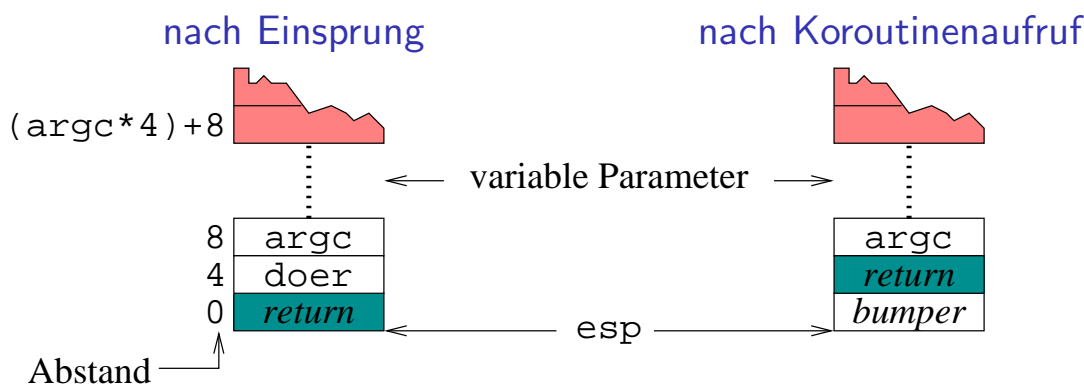 nach Einsprung
nach Koroutinenaufruf
(argc*4)+8
variable Parameter
8 argc
argc
4 doer
return
0 return
esp
bumper
Abstand